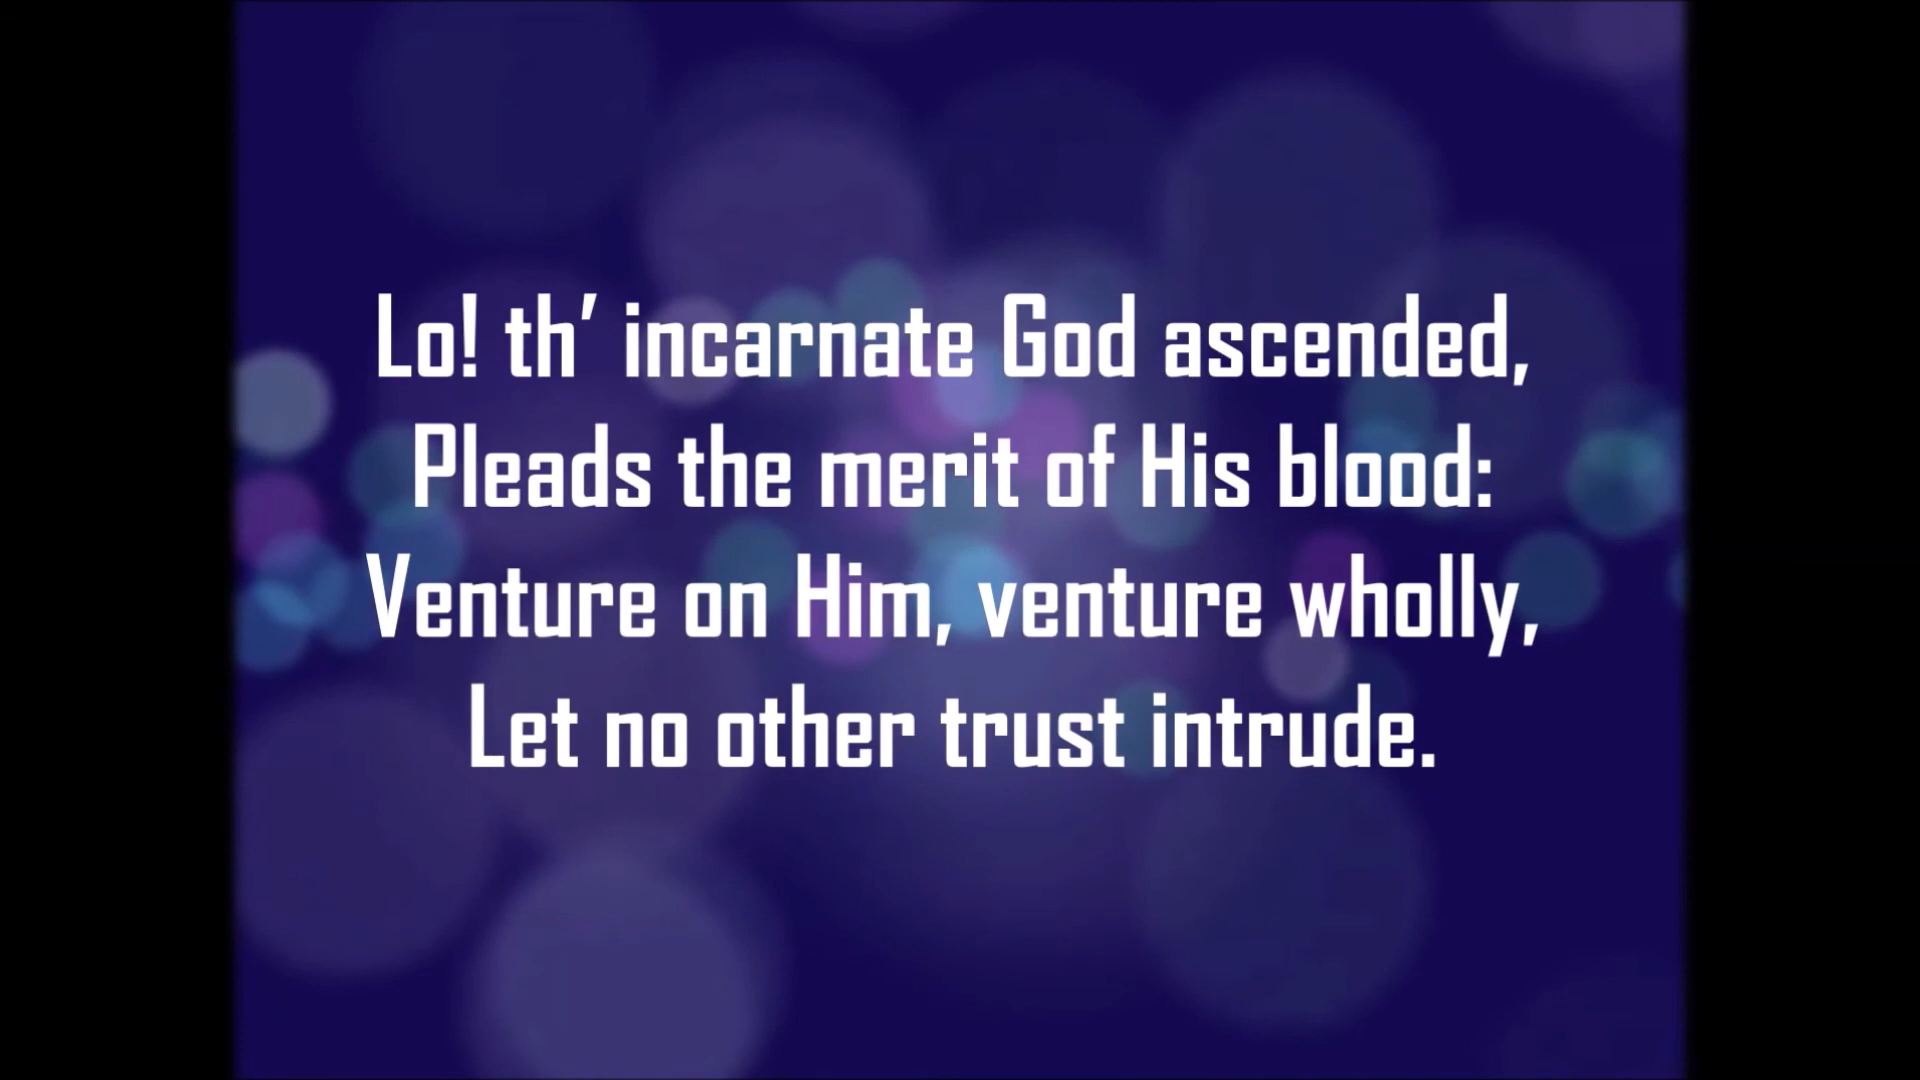 Lo! th’ incarnate God ascended,
Pleads the merit of His blood:
Venture on Him, venture wholly,
Let no other trust intrude.